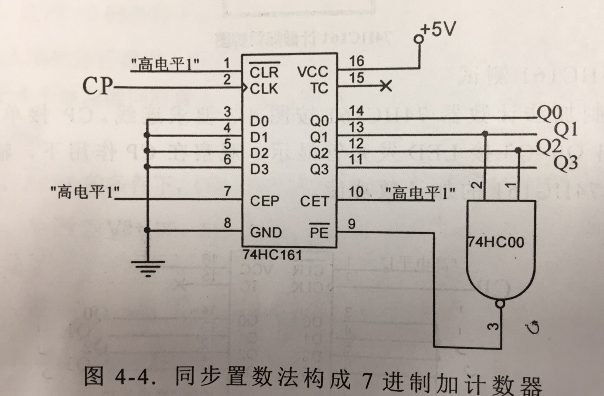 +5V
"高电平1" 1 CLR VCC 16
CP 2 CLK TC 15
3 D0 Q0 14 Q0
4 D1 Q1 13 Q1
5 D2 Q2 12 Q2
6 D3 Q3 11 Q3
2 1
"高电平1" 7 CEP CET 10 "高电平1"
8 GND PE 9
74HC00
74HC161
3
图 4-4. 同步置数法构成 7 进制加计数器